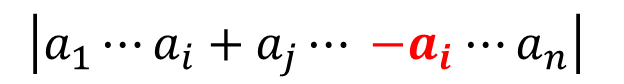 |a₁ ⋯ aᵢ + aⱼ ⋯ −aᵢ ⋯ aₙ|